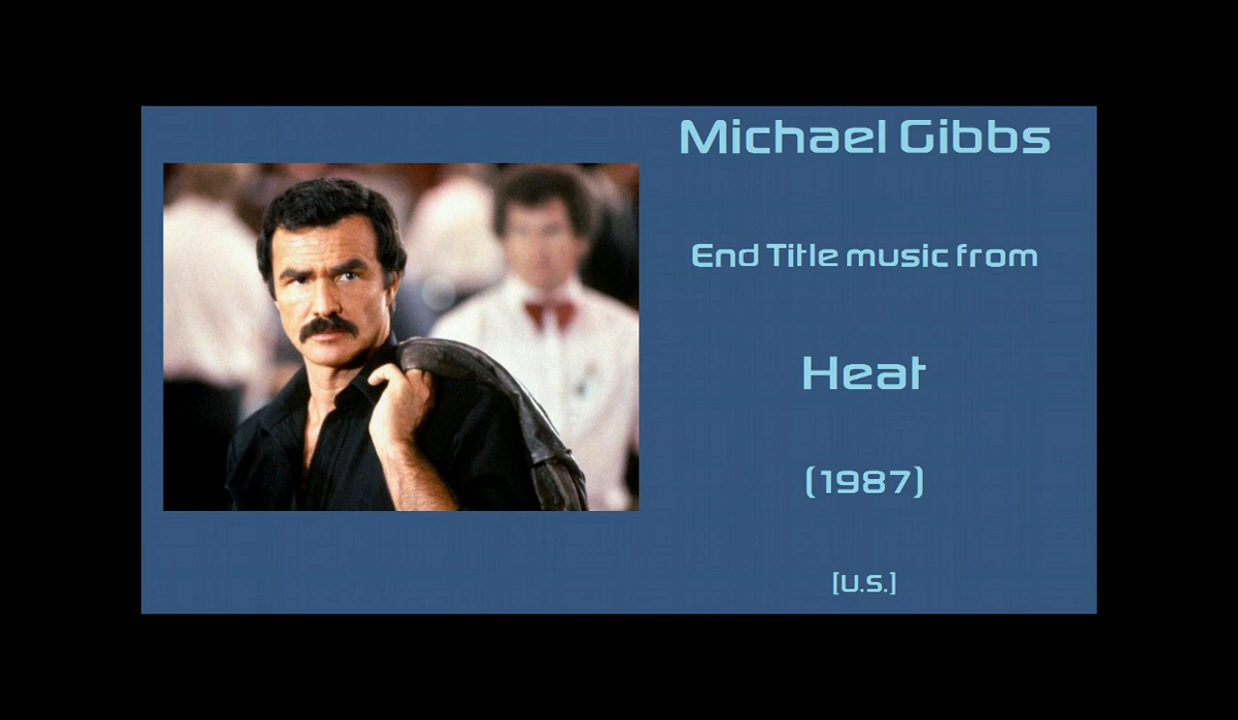 Michael Gibbs
End Title music from
Heat
(1987)
[U.S.]